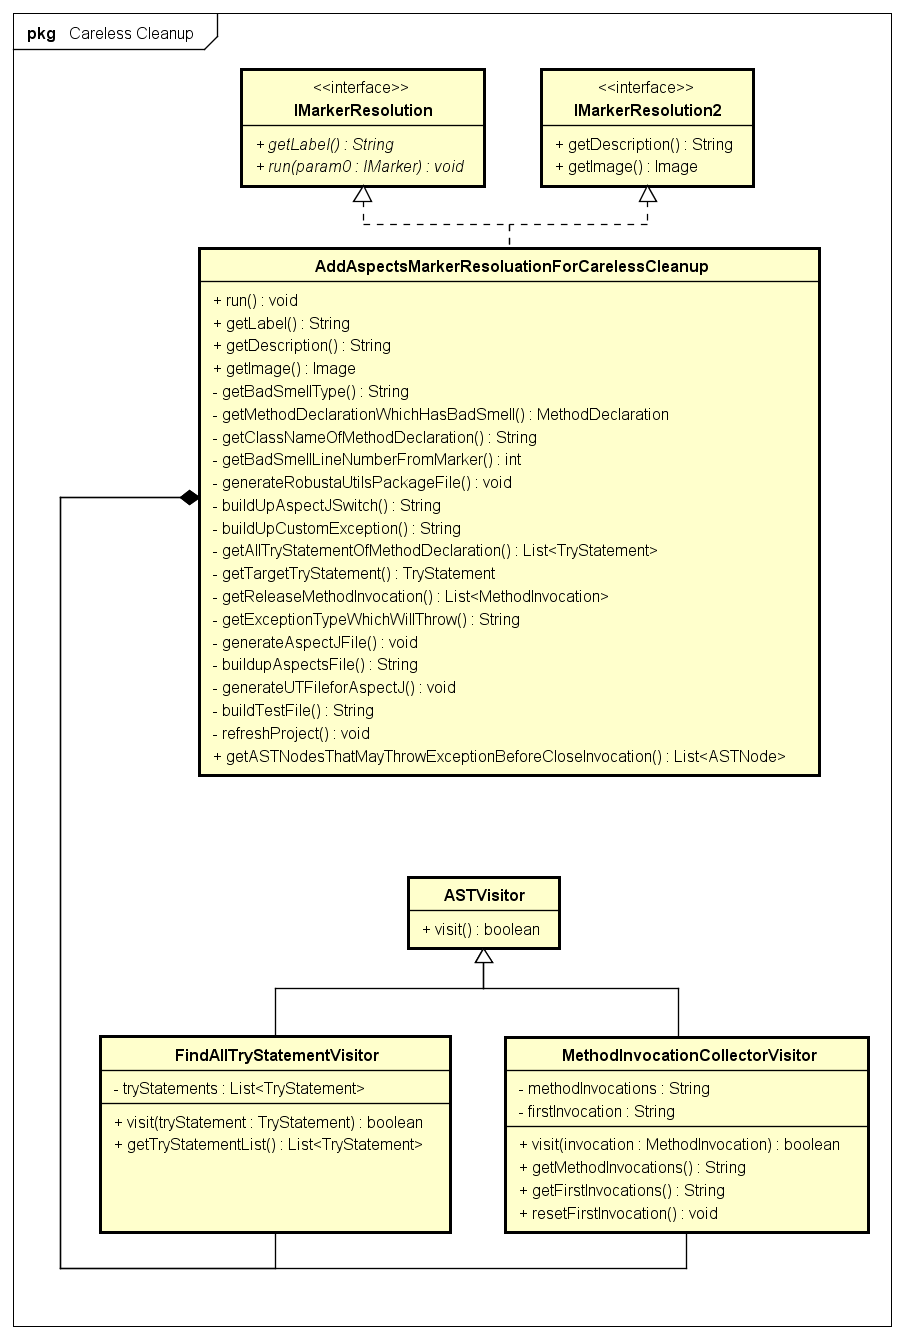 pkg Careless Cleanup
<<interface>>
IMarkerResolution
+ getLabel() : String
+ run(param0 : IMarker) : void
<<interface>>
IMarkerResolution2
+ getDescription() : String
+ getImage() : Image
AddAspectsMarkerResoluationForCarelessCleanup
+ run() : void
+ getLabel() : String
+ getDescription() : String
+ getImage() : Image
- getBadSmellType() : String
- getMethodDeclarationWhichHasBadSmell() : MethodDeclaration
- getClassNameOfMethodDeclaration() : String
- getBadSmellLineNumberFromMarker() : int
- generateRobustaUtilsPackageFile() : void
- buildUpAspectJSwitch() : String
- buildUpCustomException() : String
- getAllTryStatementOfMethodDeclaration() : List<TryStatement>
- getTargetTryStatement() : TryStatement
- getReleaseMethodInvocation() : List<MethodInvocation>
- getExceptionTypeWhichWillThrow() : String
- generateAspectJFile() : void
- buildupAspectsFile() : String
- generateUTFileforAspectJ() : void
- buildTestFile() : String
- refreshProject() : void
+ getASTNodesThatMayThrowExceptionBeforeCloseInvocation() : List<ASTNode>
ASTVisitor
+ visit() : boolean
FindAllTryStatementVisitor
- tryStatements : List<TryStatement>
+ visit(tryStatement : TryStatement) : boolean
+ getTryStatementList() : List<TryStatement>
MethodInvocationCollectorVisitor
- methodInvocations : String
- firstInvocation : String
+ visit(invocation : MethodInvocation) : boolean
+ getMethodInvocations() : String
+ getFirstInvocations() : String
+ resetFirstInvocation() : void